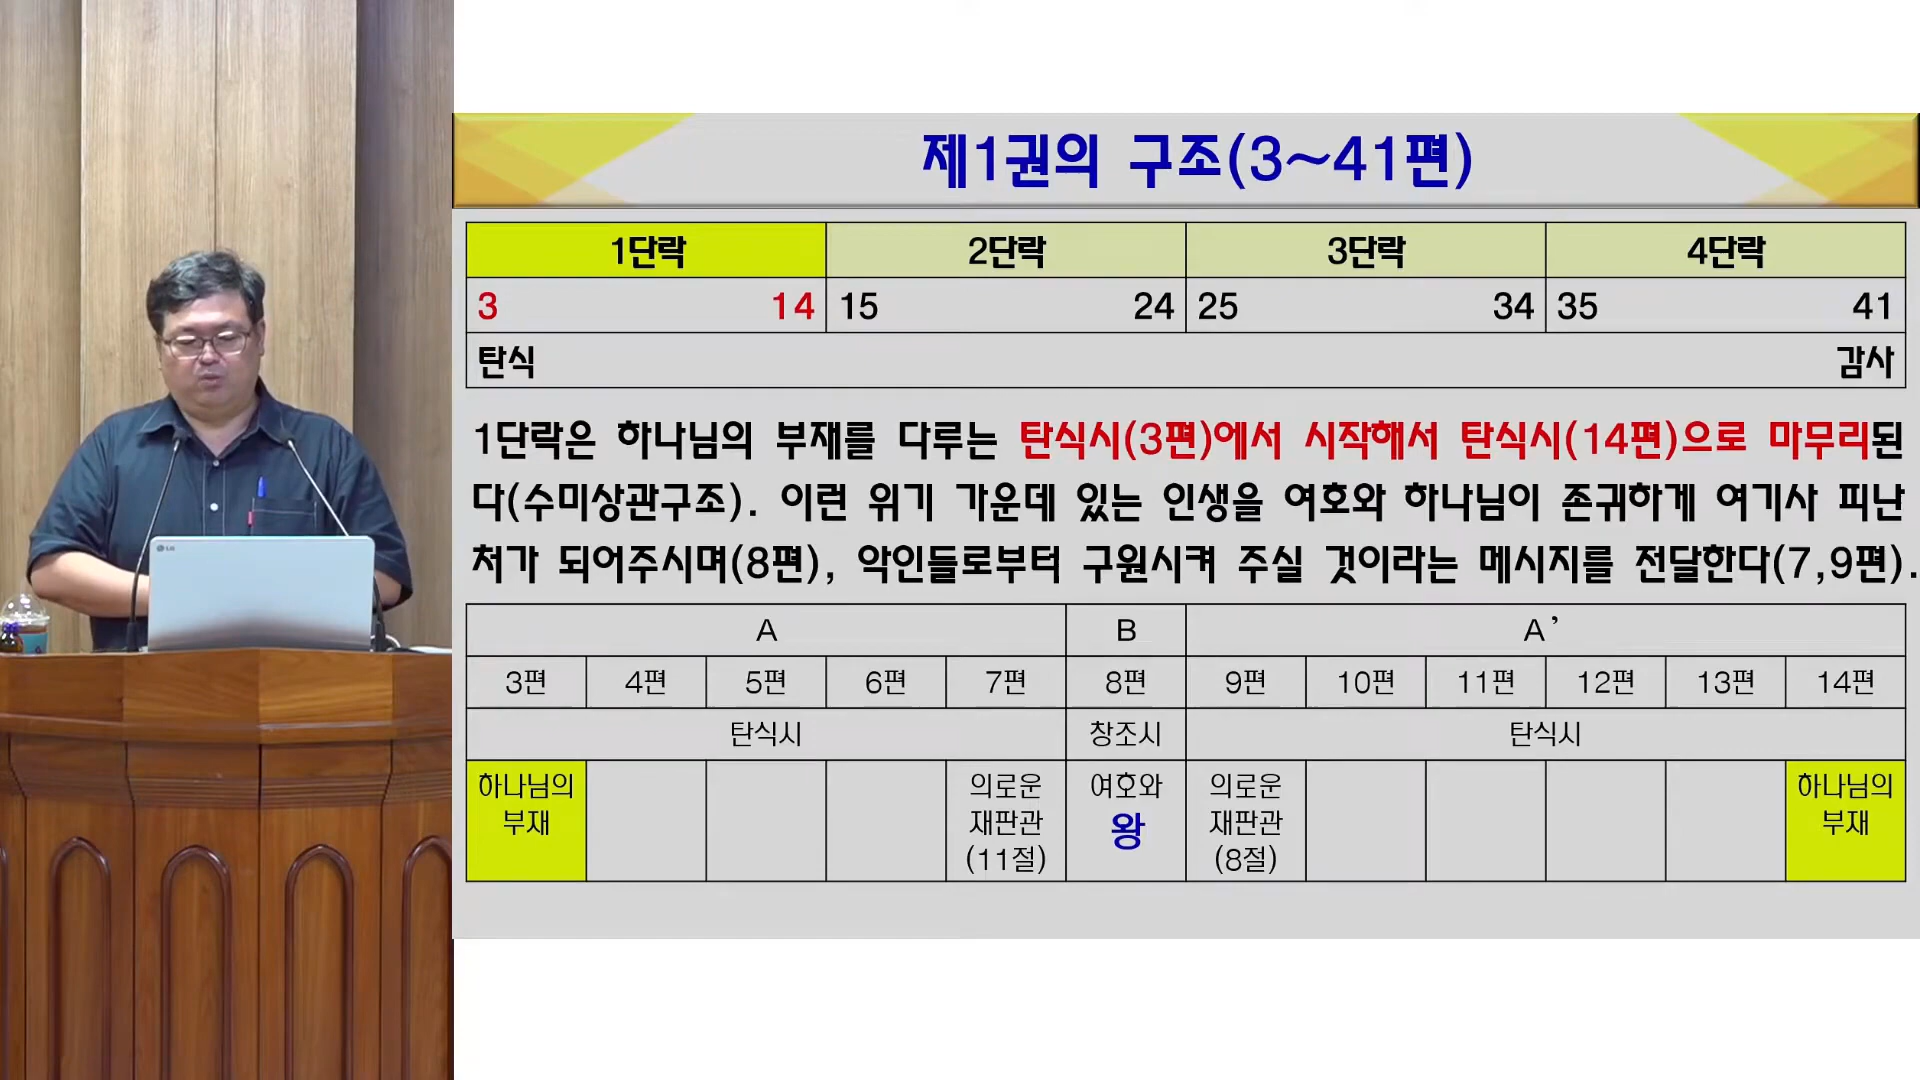 제1권의 구조(3~41편)
1단락 2단락 3단락 4단락
3 14 15 24 25 34 35 41
탄식 감사
1단락은 하나님의 부재를 다루는 탄식시(3편)에서 시작해서 탄식시(14편)으로 마무리된
다(수미상관구조). 이런 위기 가운데 있는 인생을 여호와 하나님이 존귀하게 여기사 피난
처가 되어주시며(8편), 악인들로부터 구원시켜 주실 것이라는 메시지를 전달한다(7,9편).
A B A’
3편 4편 5편 6편 7편 8편 9편 10편 11편 12편 13편 14편
탄식시 창조시 탄식시
하나님의 의로운 여호와 의로운 하나님의
부재 재판관 왕 재판관 부재
(11절) (8절)
LG